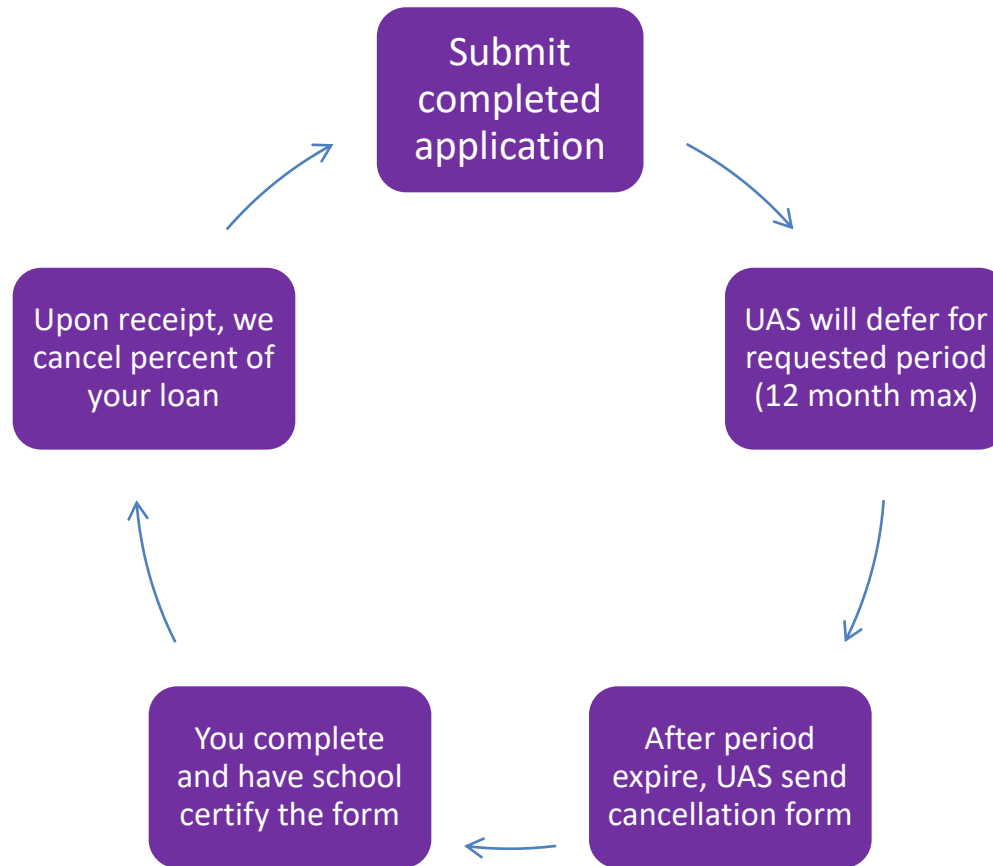 Submit
completed
application
UAS will defer for
requested period
(12 month max)
After period
expire, UAS send
cancellation form
You complete
and have school
certify the form
Upon receipt, we
cancel percent of
your loan